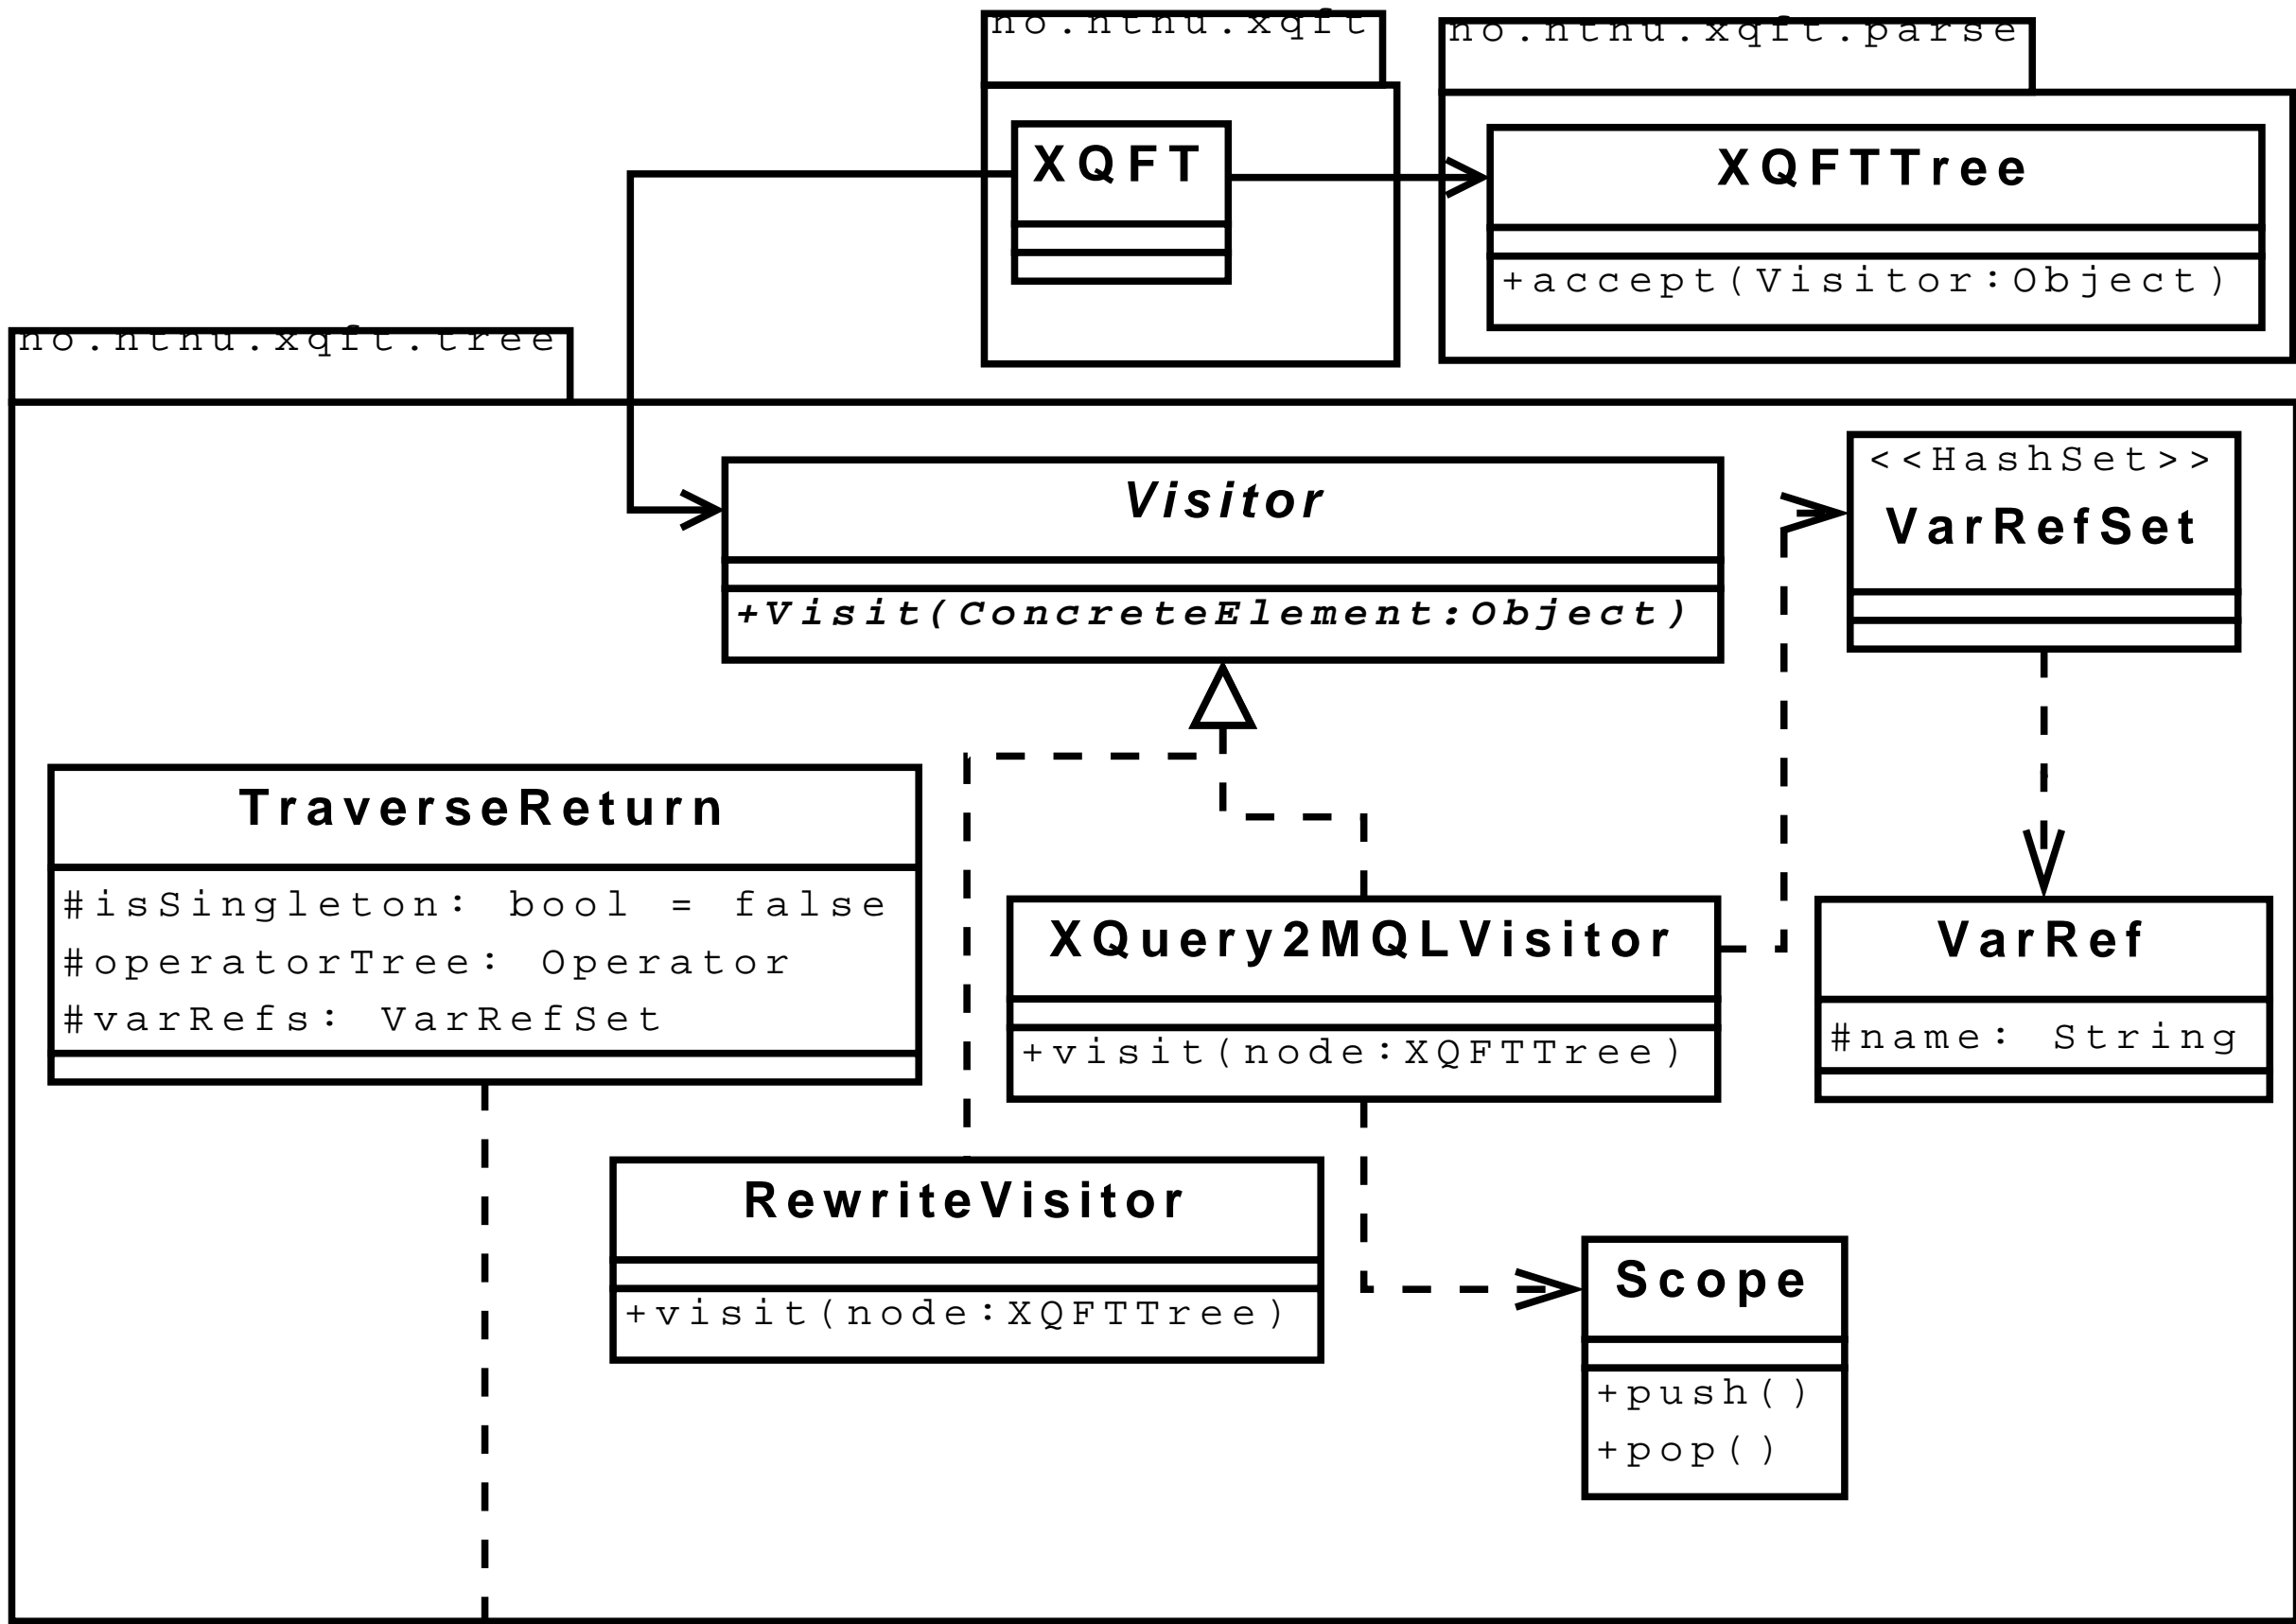 no.ntnu.xqft
no.ntnu.xqft.parse
XQFT
XQFTTree
+accept(Visitor:Object)
no.ntnu.xqft.tree
Visitor
+Visit(ConcreteElement:Object)
<<HashSet>>
VarRefSet
TraverseReturn
#isSingleton: bool = false
#operatorTree: Operator
#varRefs: VarRefSet
XQuery2MQLVisitor
+visit(node:XQFTTree)
VarRef
#name: String
RewriteVisitor
+visit(node:XQFTTree)
Scope
+push()
+pop()